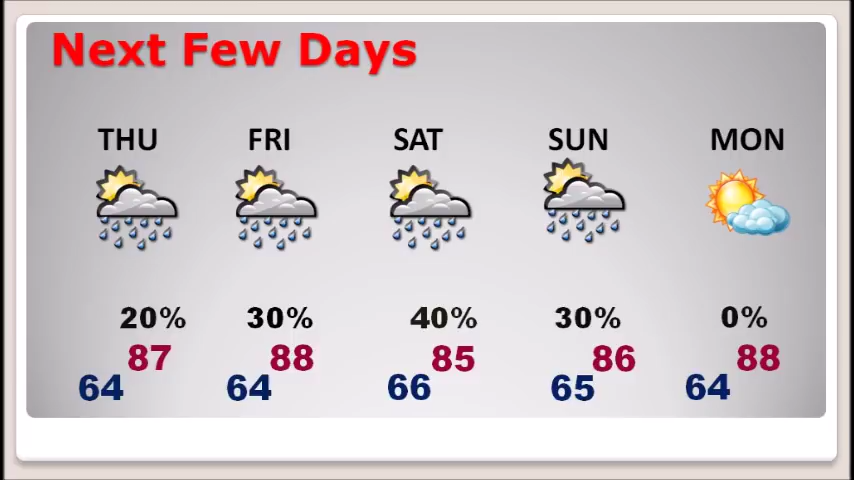 Next Few Days
THU FRI SAT SUN MON
20% 30% 40% 30% 0%
87 88 85 86 88
64 64 66 65 64